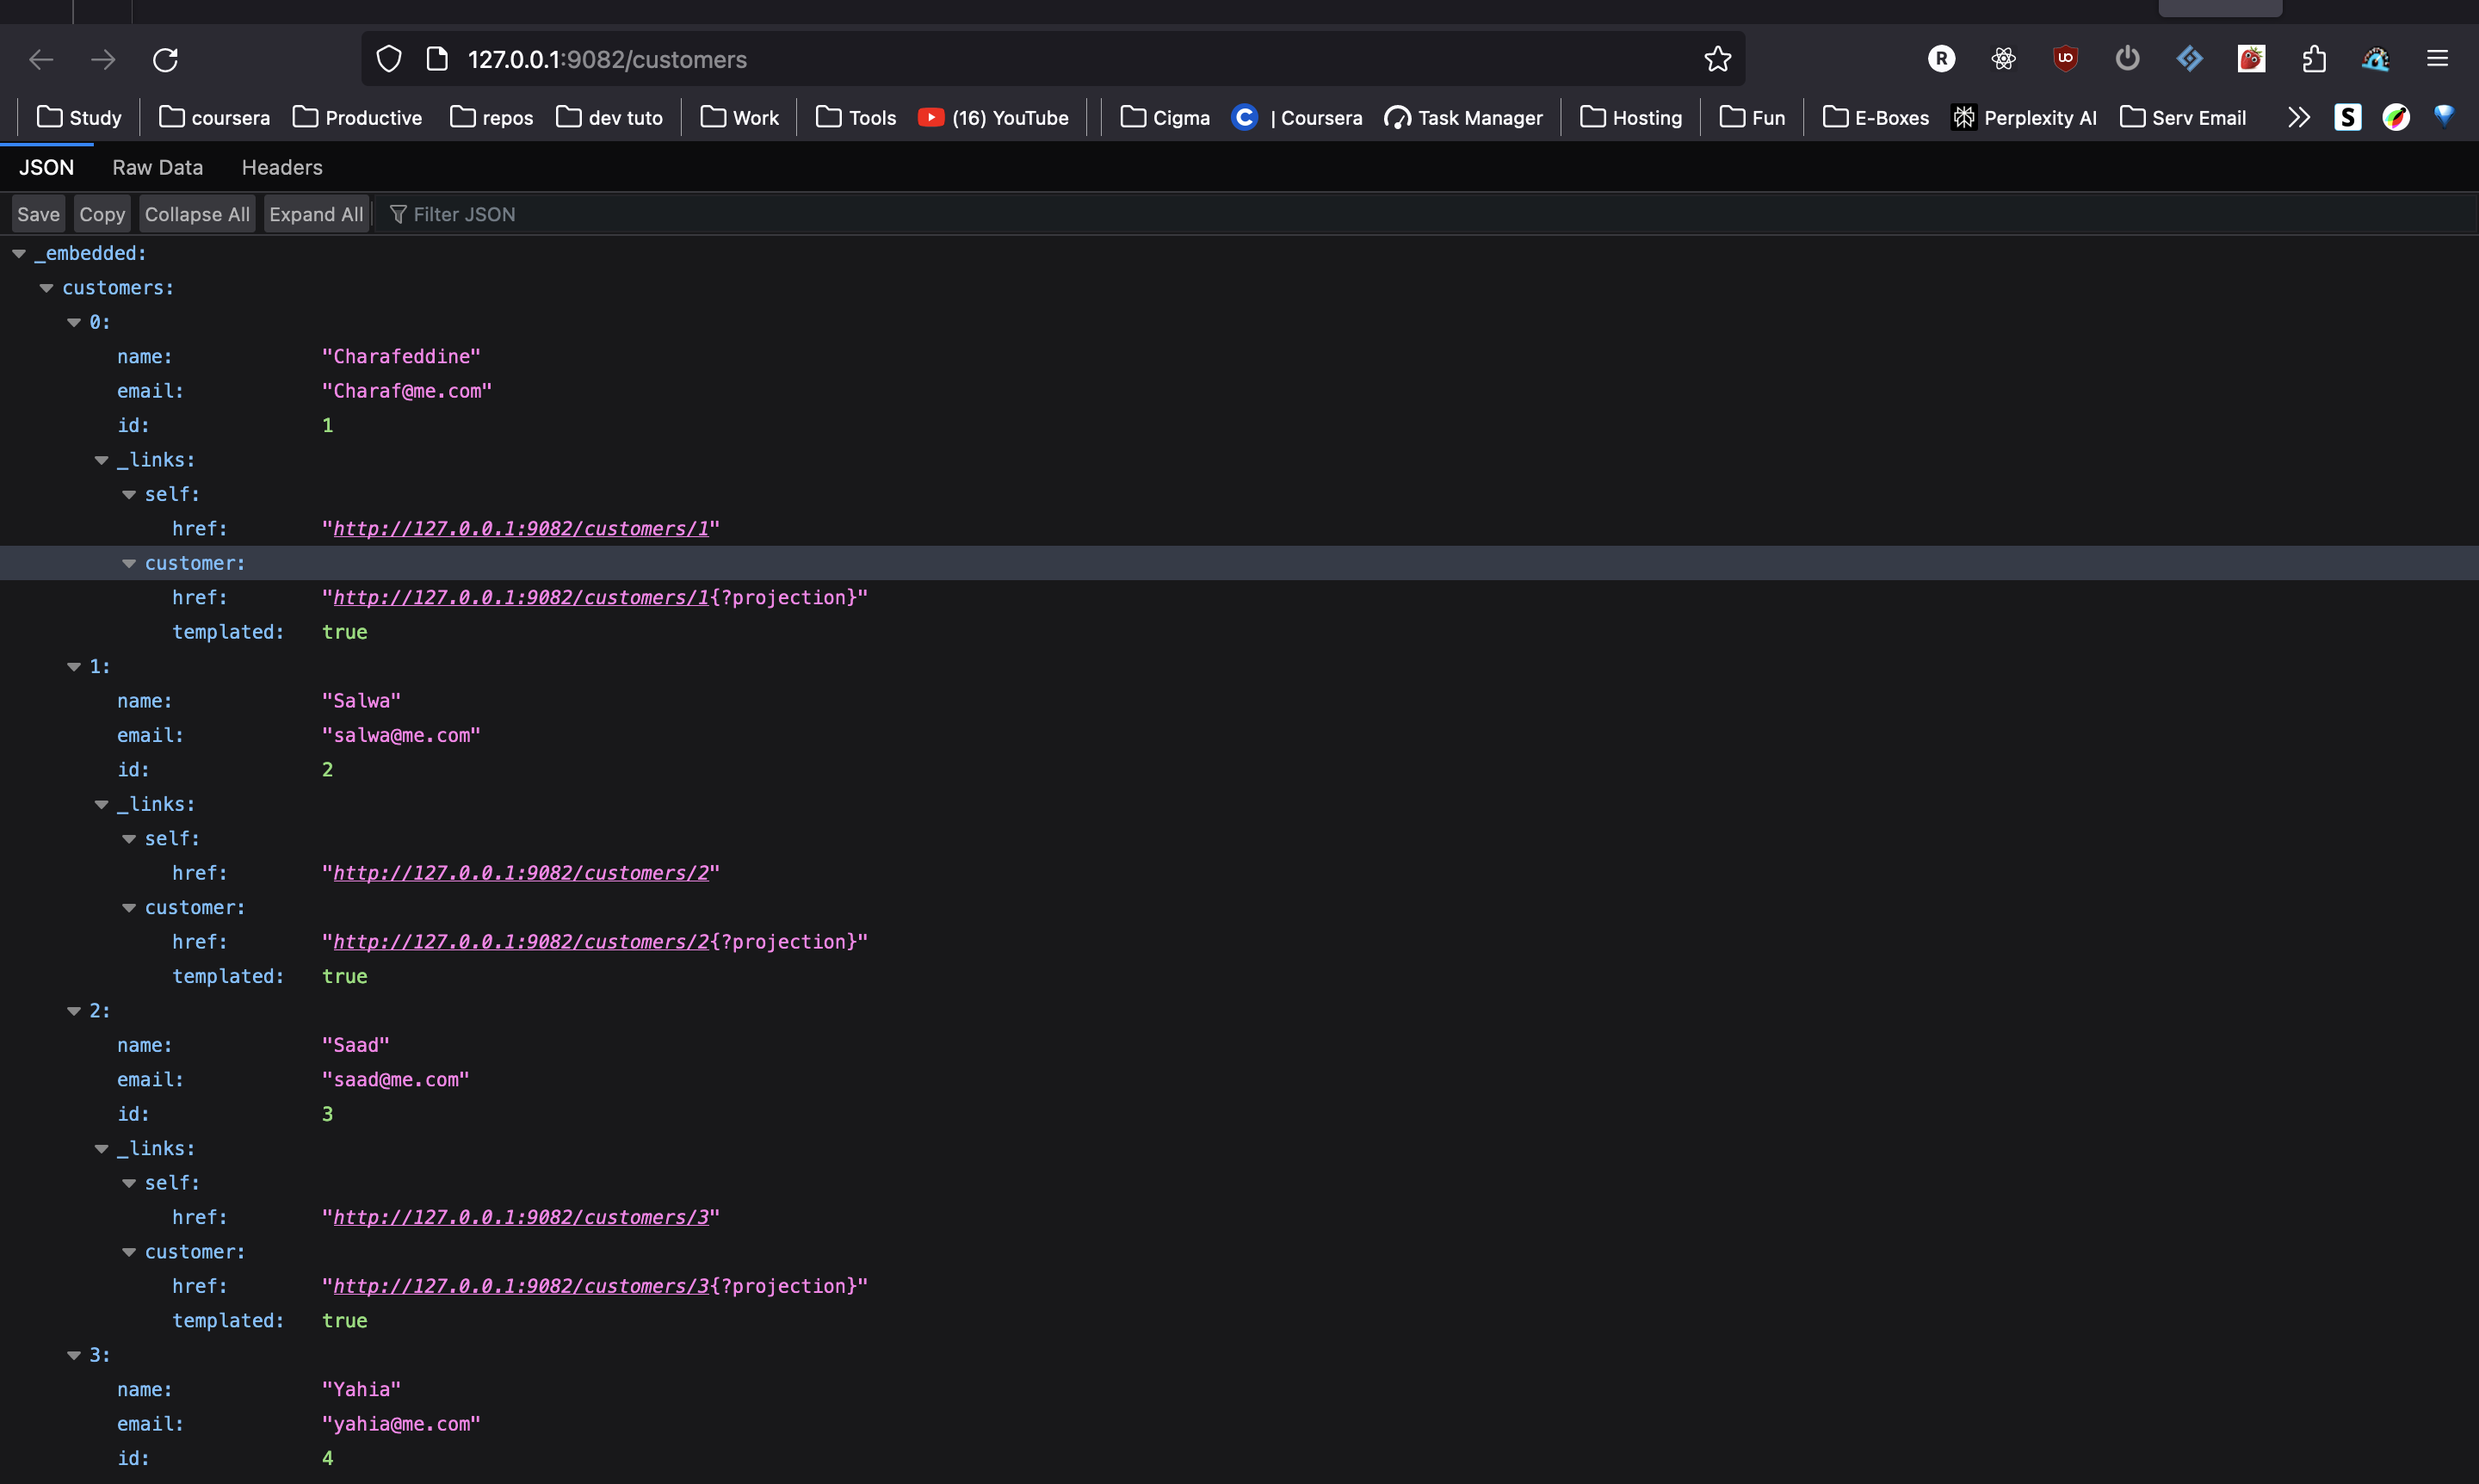 127.0.0.1:9082/customers
R
UO
Study coursera Productive repos dev tuto Work Tools (16) YouTube Cigma C | Coursera Task Manager Hosting Fun E-Boxes Perplexity AI Serv Email S
JSON Raw Data Headers
Save Copy Collapse All Expand All Filter JSON
_embedded:
customers:
0:
name: "Charafeddine"
email: "Charaf@me.com"
id: 1
_links:
self:
href: "http://127.0.0.1:9082/customers/1"
customer:
href: "http://127.0.0.1:9082/customers/1{?projection}"
templated: true
1:
name: "Salwa"
email: "salwa@me.com"
id: 2
_links:
self:
href: "http://127.0.0.1:9082/customers/2"
customer:
href: "http://127.0.0.1:9082/customers/2{?projection}"
templated: true
2:
name: "Saad"
email: "saad@me.com"
id: 3
_links:
self:
href: "http://127.0.0.1:9082/customers/3"
customer:
href: "http://127.0.0.1:9082/customers/3{?projection}"
templated: true
3:
name: "Yahia"
email: "yahia@me.com"
id: 4